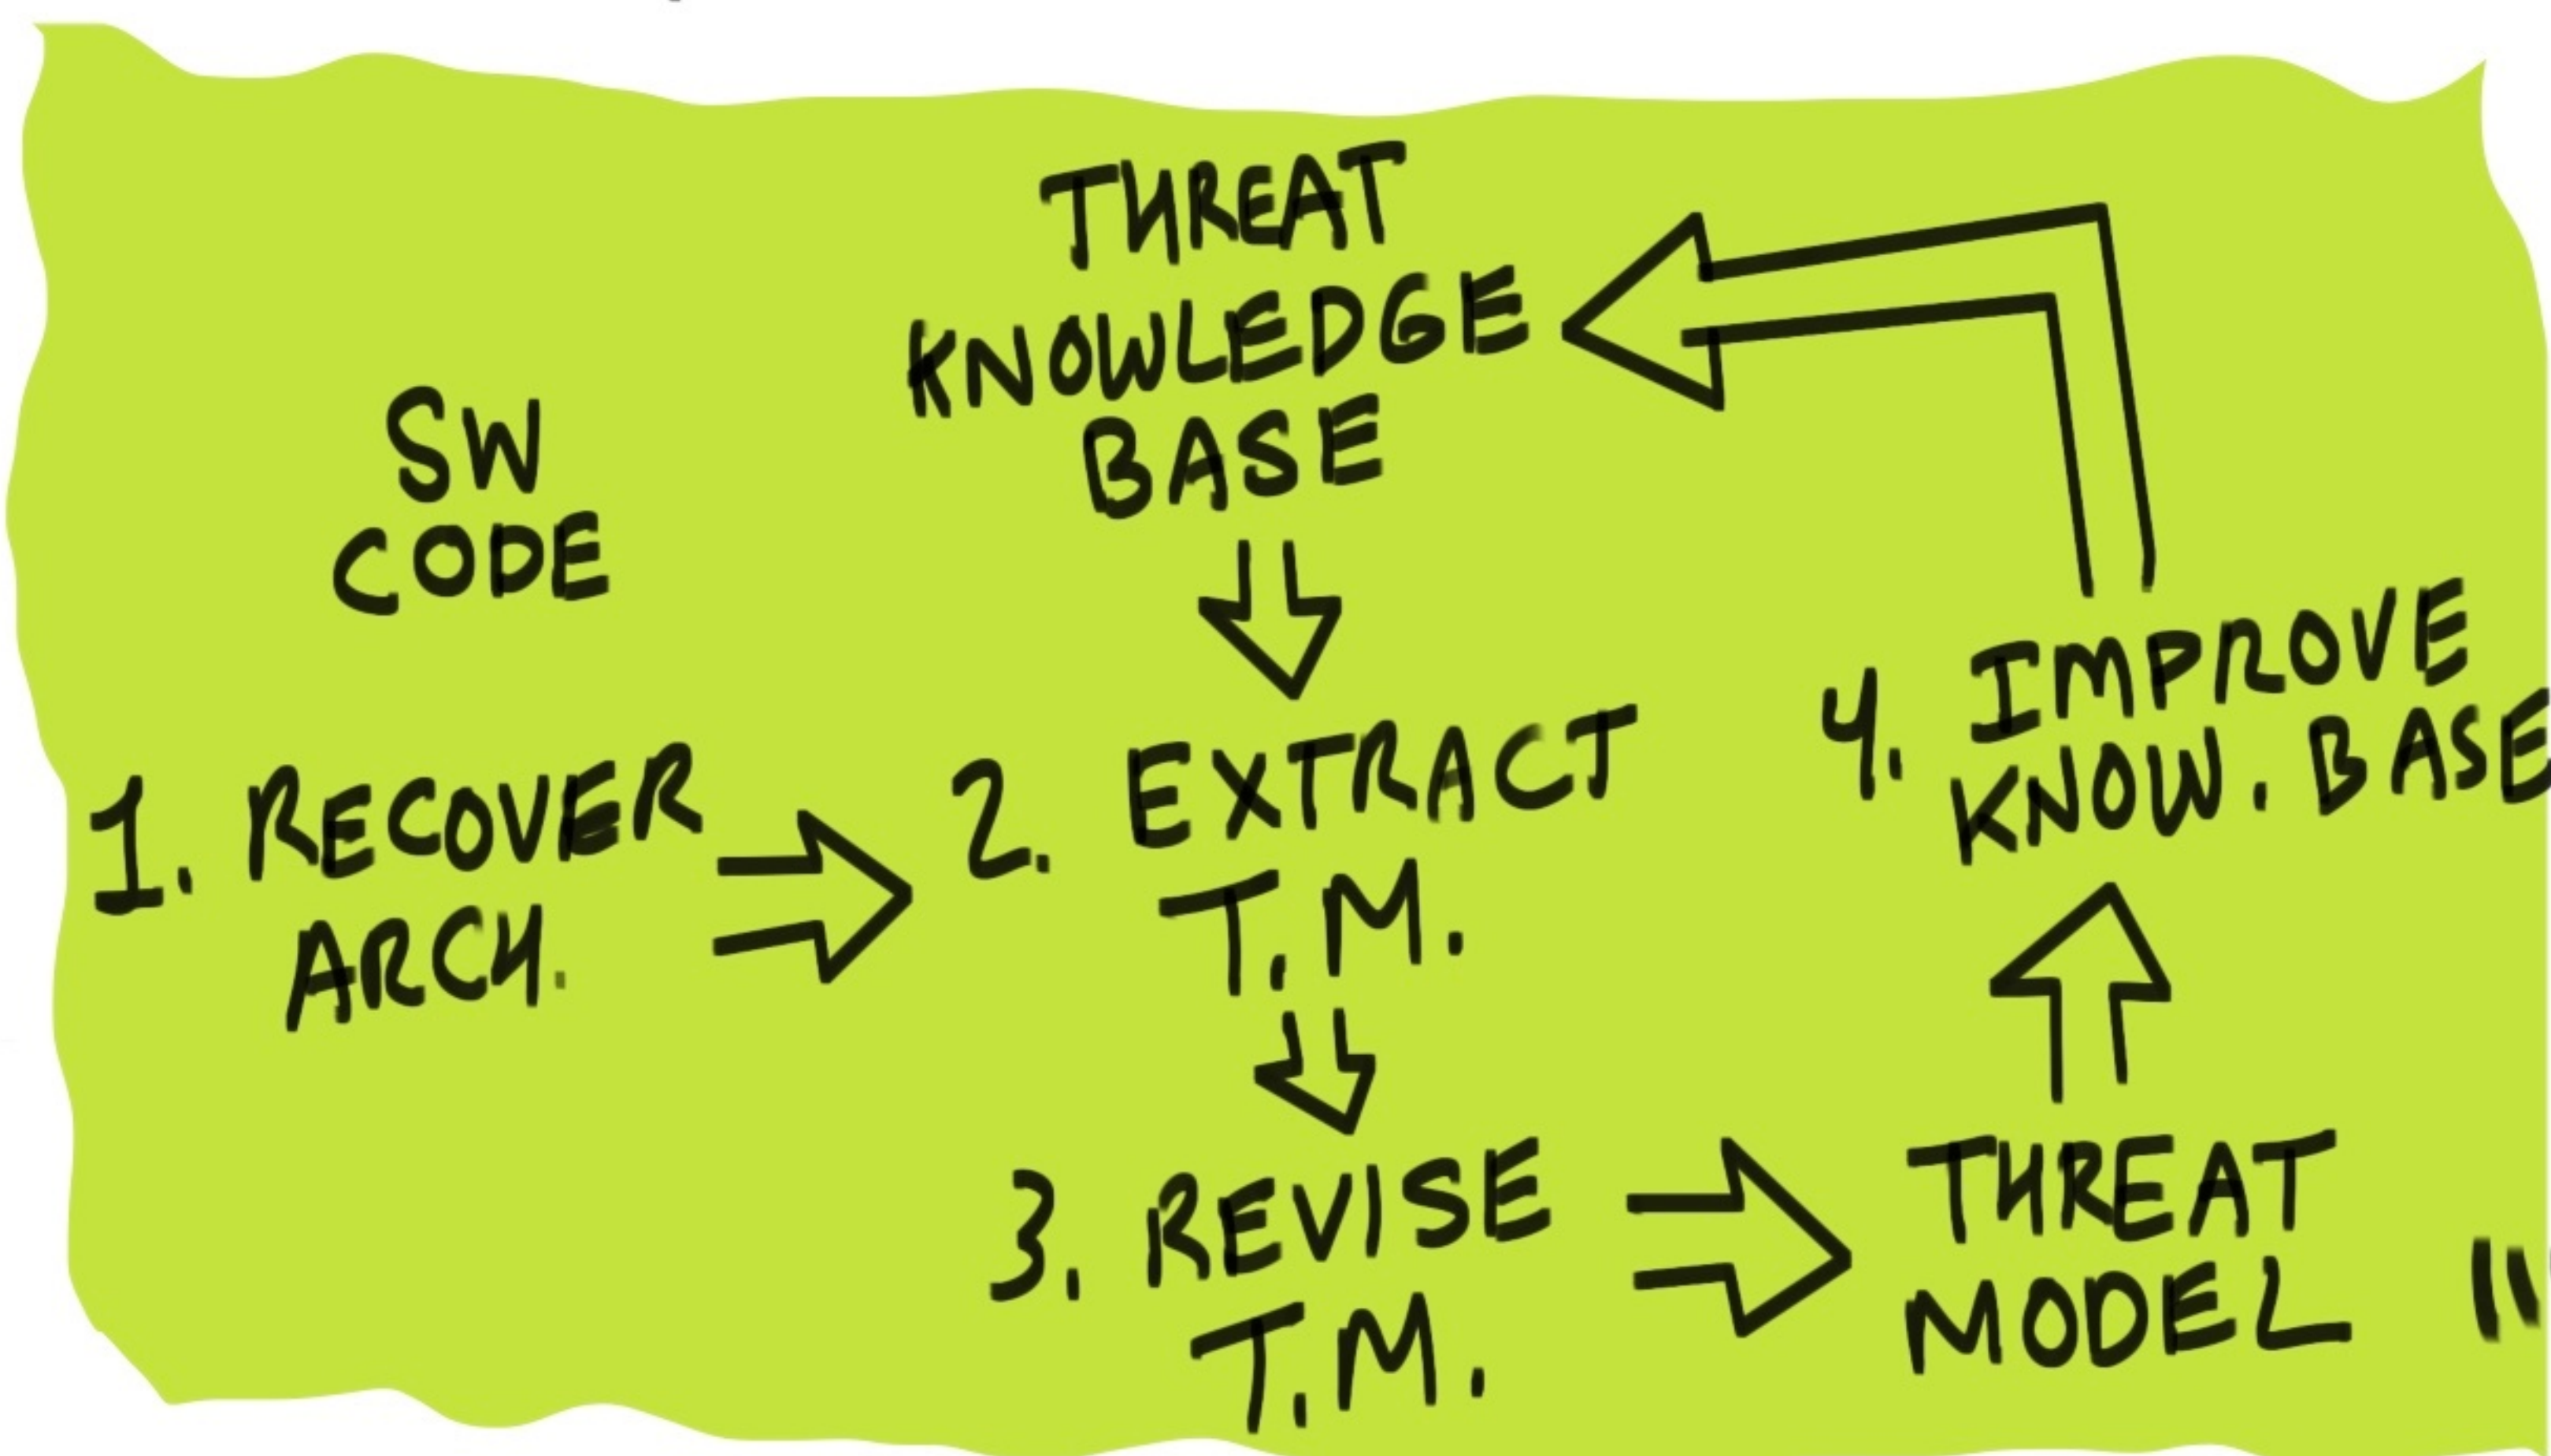 THREAT
KNOWLEDGE
BASE
SW
CODE
1. RECOVER
ARCH.
2. EXTRACT
T.M.
3. REVISE
T.M.
THREAT
MODEL
4. IMPROVE
KNOW. BASE